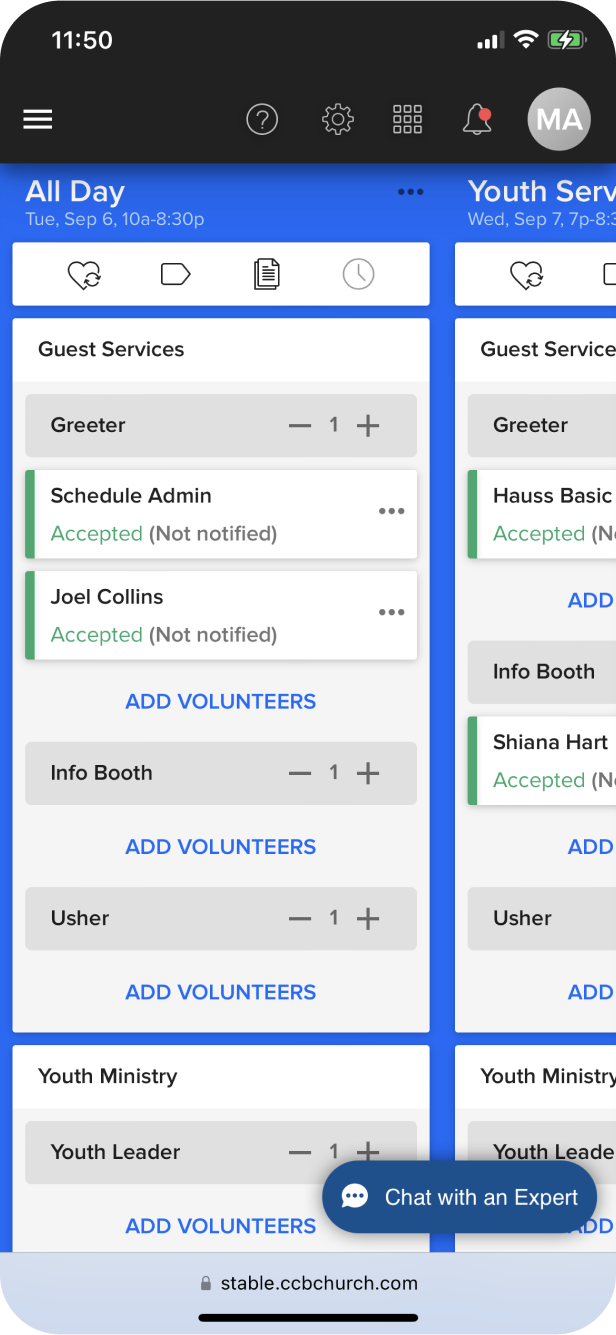 11:50
MA
All Day
Tue, Sep 6, 10a-8:30p
Guest Services
Greeter
1
Schedule Admin
Accepted (Not notified)
Joel Collins
Accepted (Not notified)
ADD VOLUNTEERS
Info Booth
1
ADD VOLUNTEERS
Usher
1
ADD VOLUNTEERS
Youth Ministry
Youth Leader
1
ADD VOLUNTEERS
Youth Serv
Wed, Sep 7, 7p-8:3
Guest Service
Greeter
Hauss Basic
Accepted (No
ADD
Info Booth
Shiana Hart
Accepted (No
ADD
Usher
ADD
Youth Ministry
Youth Leade
ADD
Chat with an Expert
stable.ccbchurch.com